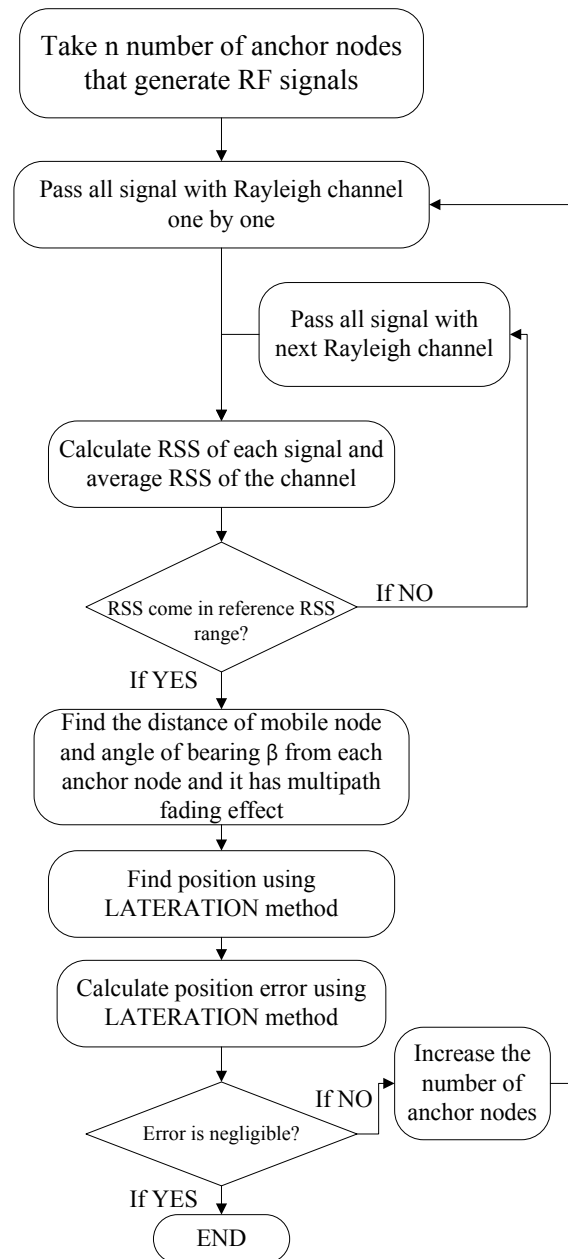 Take n number of anchor nodes
that generate RF signals
Pass all signal with Rayleigh channel
one by one
Pass all signal with
next Rayleigh channel
Calculate RSS of each signal and
average RSS of the channel
RSS come in reference RSS
range?
If NO
If YES
Find the distance of mobile node
and angle of bearing β from each
anchor node and it has multipath
fading effect
Find position using
LATERATION method
Calculate position error using
LATERATION method
Increase the
number of
anchor nodes
If NO
Error is negligible?
If YES
END